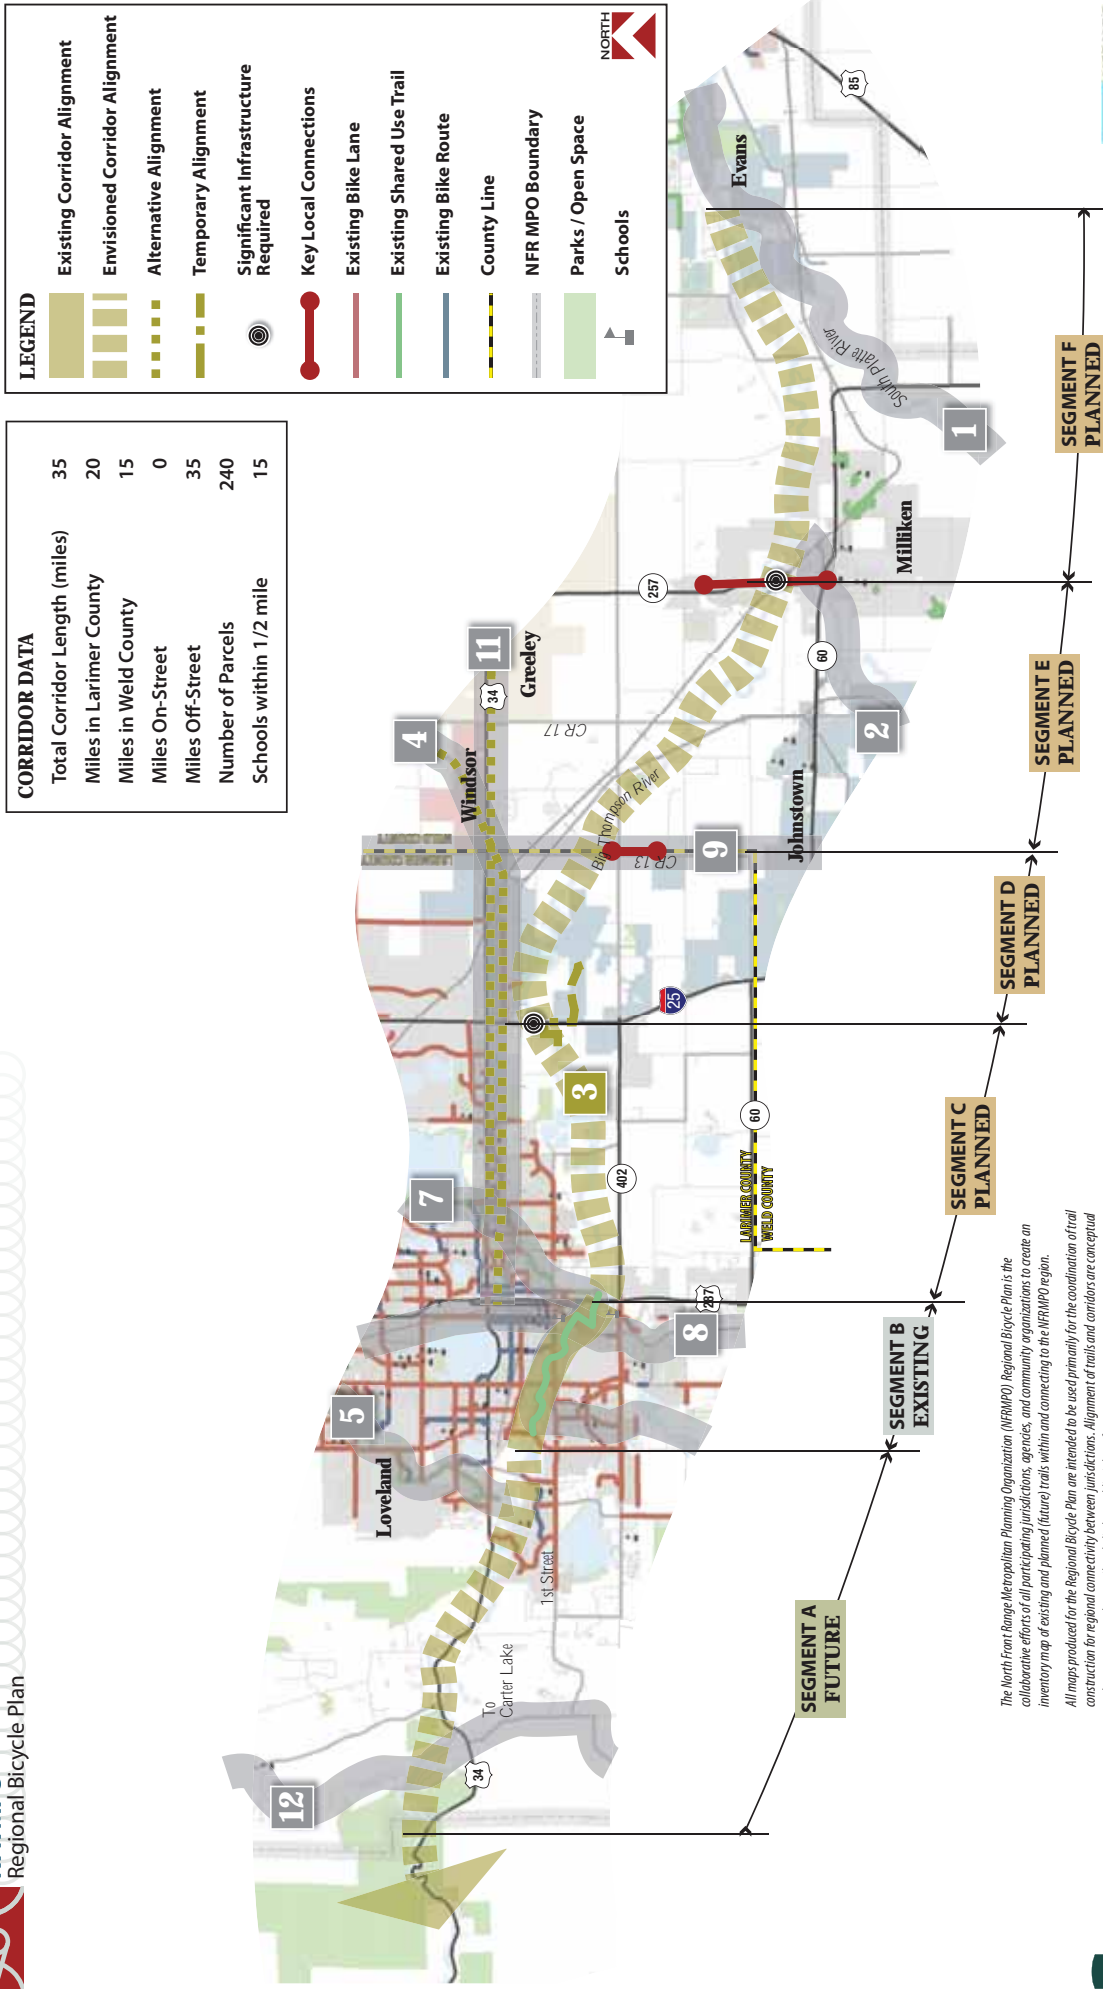 Regional Bicycle Plan
CORRIDOR DATA
Total Corridor Length (miles) 35
Miles in Larimer County 20
Miles in Weld County 15
Miles On-Street 0
Miles Off-Street 35
Number of Parcels 240
Schools within 1/2 mile 15
LEGEND
Existing Corridor Alignment
Envisioned Corridor Alignment
Alternative Alignment
Temporary Alignment
Significant Infrastructure
Required
Key Local Connections
Existing Bike Lane
Existing Shared Use Trail
Existing Bike Route
County Line
NFR MPO Boundary
Parks / Open Space
Schools
NORTH
12
34
To
Carter Lake
1st Street
Loveland
5
7
8
287
402
3
60
LARIMER COUNTY
WELD COUNTY
25
LARIMER COUNTY
WELD COUNTY
Big Thompson River
CR 13
9
Johnstown
4
Windsor
34
11
Greeley
CR 17
257
60
2
Milliken
1
South Platte River
Evans
85
SEGMENT A
FUTURE
SEGMENT B
EXISTING
SEGMENT C
PLANNED
SEGMENT D
PLANNED
SEGMENT E
PLANNED
SEGMENT F
PLANNED
The North Front Range Metropolitan Planning Organization (NFRMPO) Regional Bicycle Plan is the
collaborative efforts of all participating jurisdictions, agencies, and community organizations to create an
inventory map of existing and planned (future) trails within and connecting to the NFRMPO region.
All maps produced for the Regional Bicycle Plan are intended to be used primarily for the coordination of trail
construction for regional connectivity between jurisdictions. Alignment of trails and corridors are conceptual